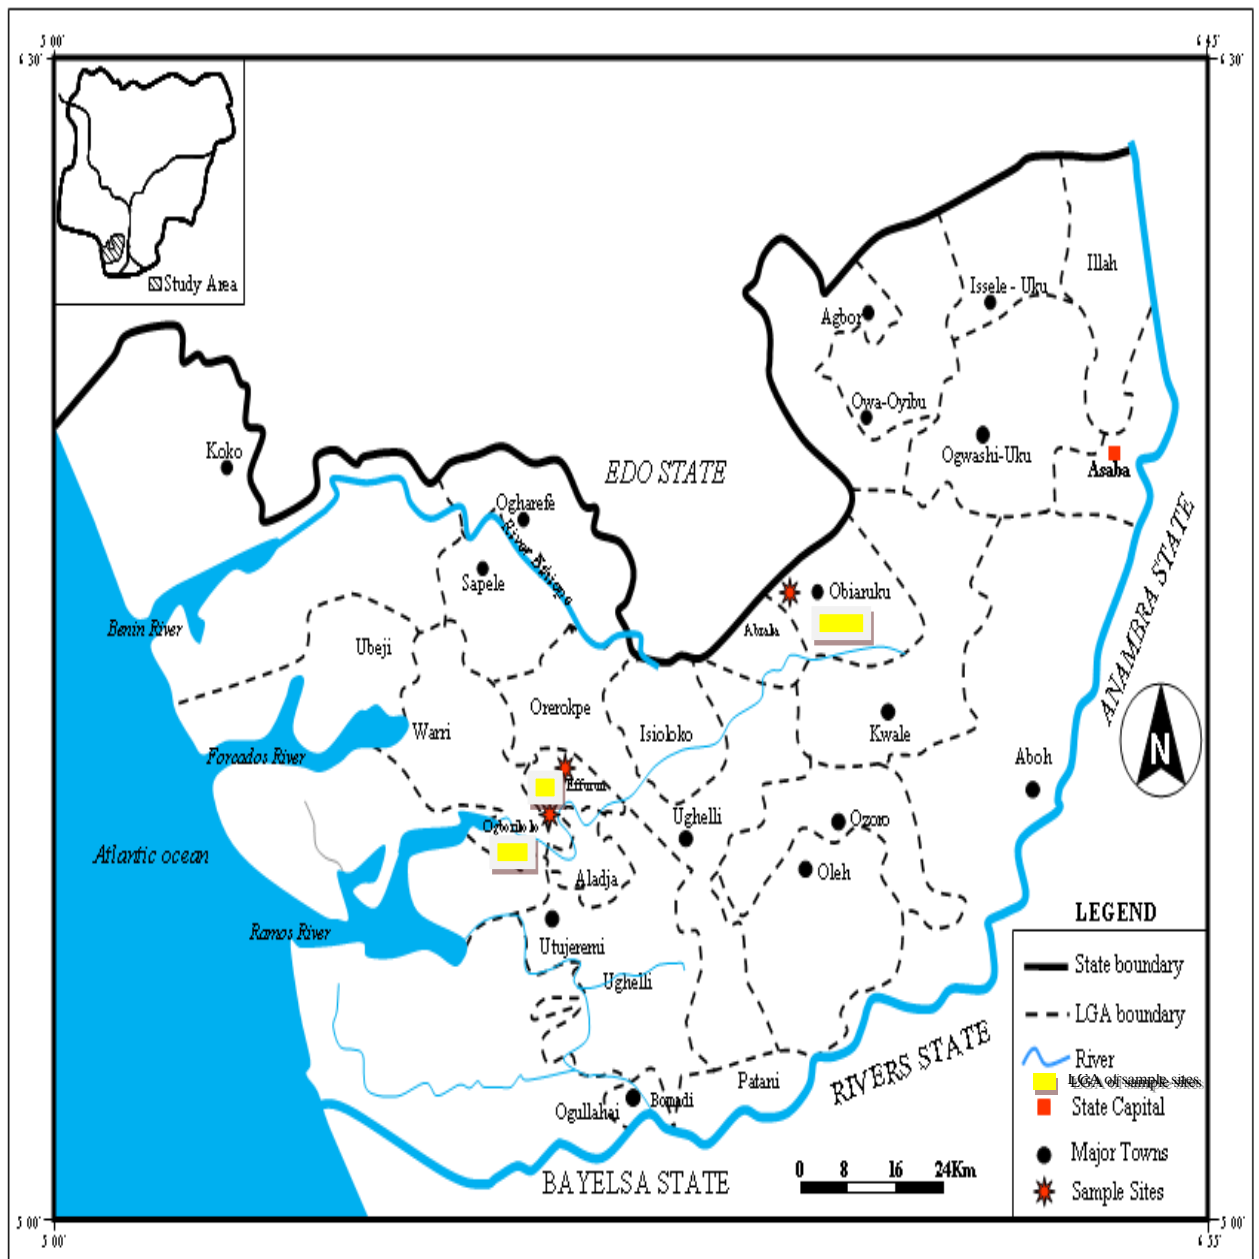 5 00'
6 45'
6 30'
6 30'
Study Area
Illah
Issele - Uku
Agbor
Owa-Oyibu
Ogwashi-Uku
Asaba
Koko
EDO STATE
Ogharefe
River Ethiope
Sapele
ANAMBRA STATE
Obiaruku
Abraka
Benin River
Ubeji
Orerokpe
Isioloko
Warri
Kwale
Forcados River
Aboh
N
Effurun
Ughelli
Ozoro
Atlantic ocean
Oleh
Aladja
Ramos River
Utujeremi
Ughelli
LEGEND
State boundary
LGA boundary
River
LGA of sample sites
State Capital
Major Towns
Sample Sites
RIVERS STATE
Patani
Bomadi
Ogullahai
BAYELSA STATE
0 8 16 24Km
5 00'
5 00'
5 00'
6 55'